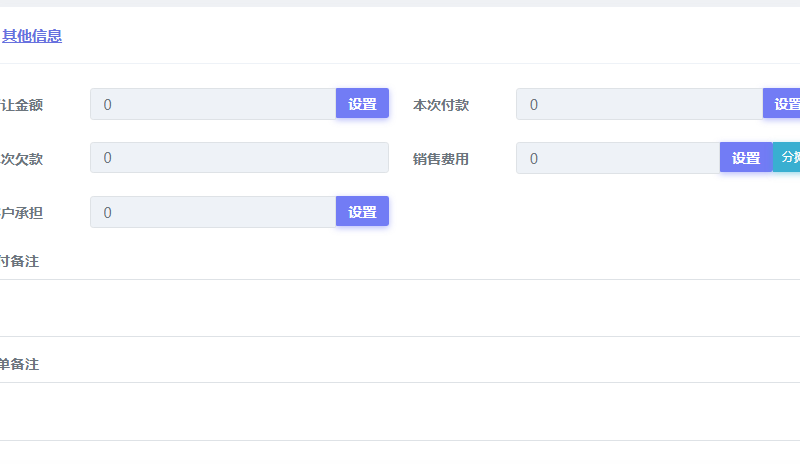 其他信息
让金额 0 设置 本次付款 0 设置
次欠款 0 销售费用 0 设置 分
户承担 0 设置
付备注
单备注